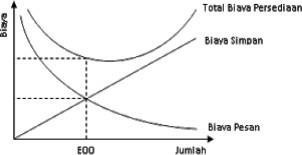 Total Biaya Persediaan
Biaya
Biaya Simpan
Biaya Pesan
EOQ
Jumlah